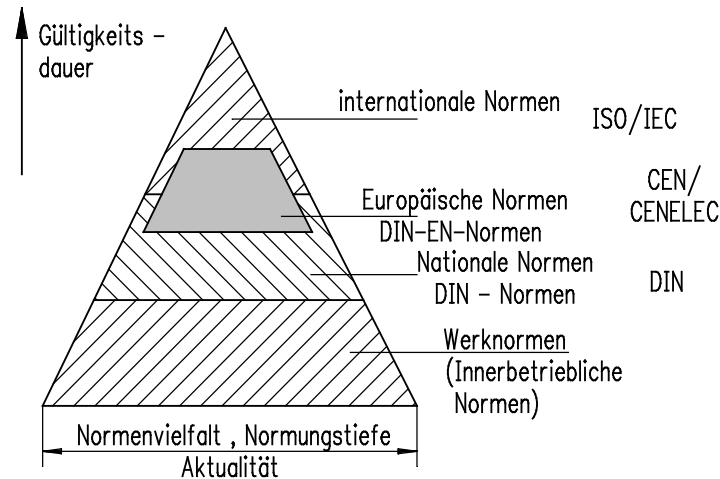 Gültigkeits -
dauer
internationale Normen
ISO/IEC
Europäische Normen
DIN-EN-Normen
CEN/
CENELEC
Nationale Normen
DIN - Normen
DIN
Werknormen
(Innerbetriebliche
Normen)
Normenvielfalt , Normungstiefe
Aktualität